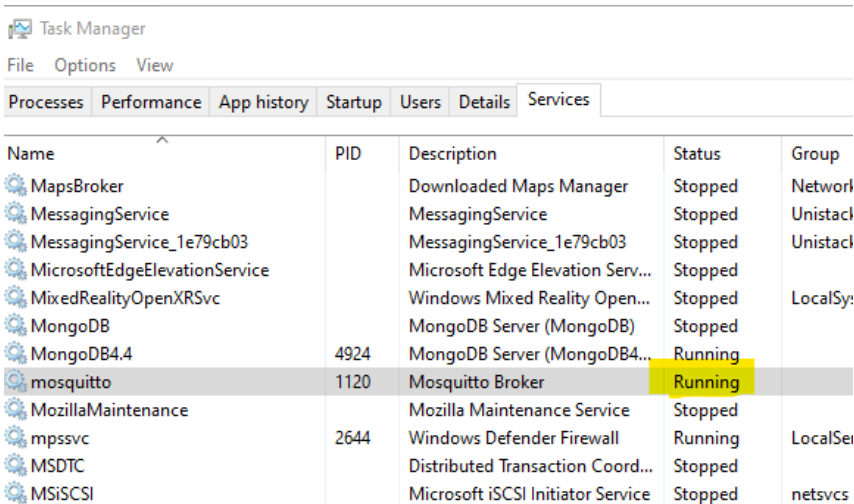 Task Manager
File Options View
Processes Performance App history Startup Users Details Services
Name PID Description Status Group
MapsBroker Downloaded Maps Manager Stopped Network
MessagingService MessagingService Stopped Unistack
MessagingService_1e79cb03 MessagingService_1e79cb03 Stopped Unistack
MicrosoftEdgeElevationService Microsoft Edge Elevation Serv... Stopped
MixedRealityOpenXRSvc Windows Mixed Reality Open... Stopped LocalSys
MongoDB MongoDB Server (MongoDB) Stopped
MongoDB4.4 4924 MongoDB Server (MongoDB4... Running
mosquitto 1120 Mosquitto Broker Running
MozillaMaintenance Mozilla Maintenance Service Stopped
mpssvc 2644 Windows Defender Firewall Running LocalSer
MSDTC Distributed Transaction Coord... Stopped
MSiSCSI Microsoft iSCSI Initiator Service Stopped netsvcs